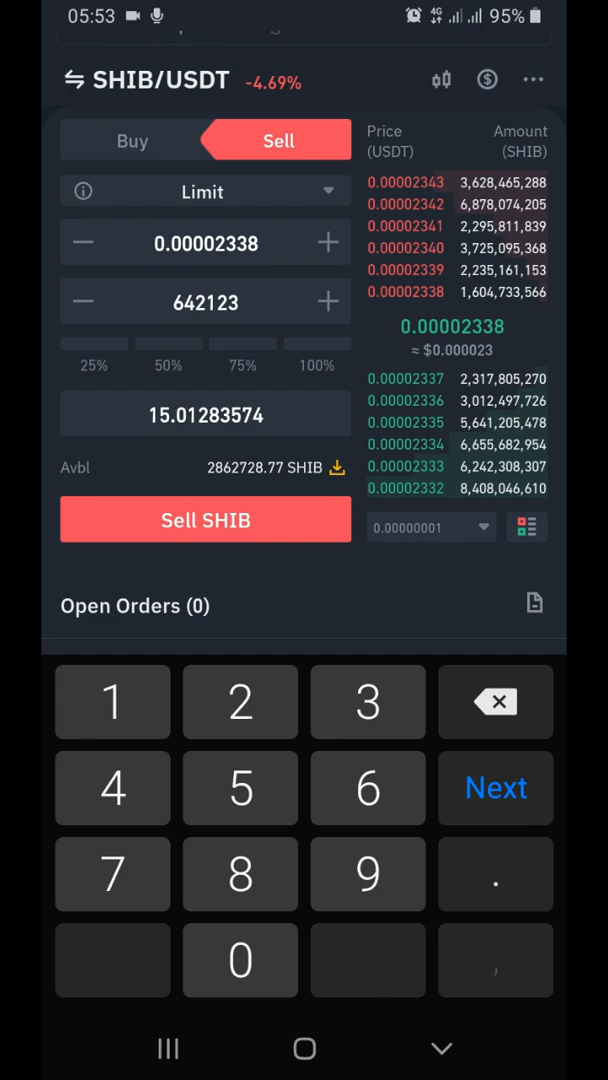 05:53 4G 95%
SHIB/USDT -4.69%
Buy Sell
Limit
0.00002338
642123
25% 50% 75% 100%
15.01283574
Avbl 2862728.77 SHIB
Sell SHIB
Price Amount
(USDT) (SHIB)
0.00002343 3,628,465,288
0.00002342 6,878,074,205
0.00002341 2,295,811,839
0.00002340 3,725,095,368
0.00002339 2,235,161,153
0.00002338 1,604,733,566
0.00002338
≈ $0.000023
0.00002337 2,317,805,270
0.00002336 3,012,497,726
0.00002335 5,641,205,478
0.00002334 6,655,682,954
0.00002333 6,242,308,307
0.00002332 8,408,046,610
0.00000001
Open Orders (0)
1 2 3
4 5 6 Next
7 8 9 .
0 ,